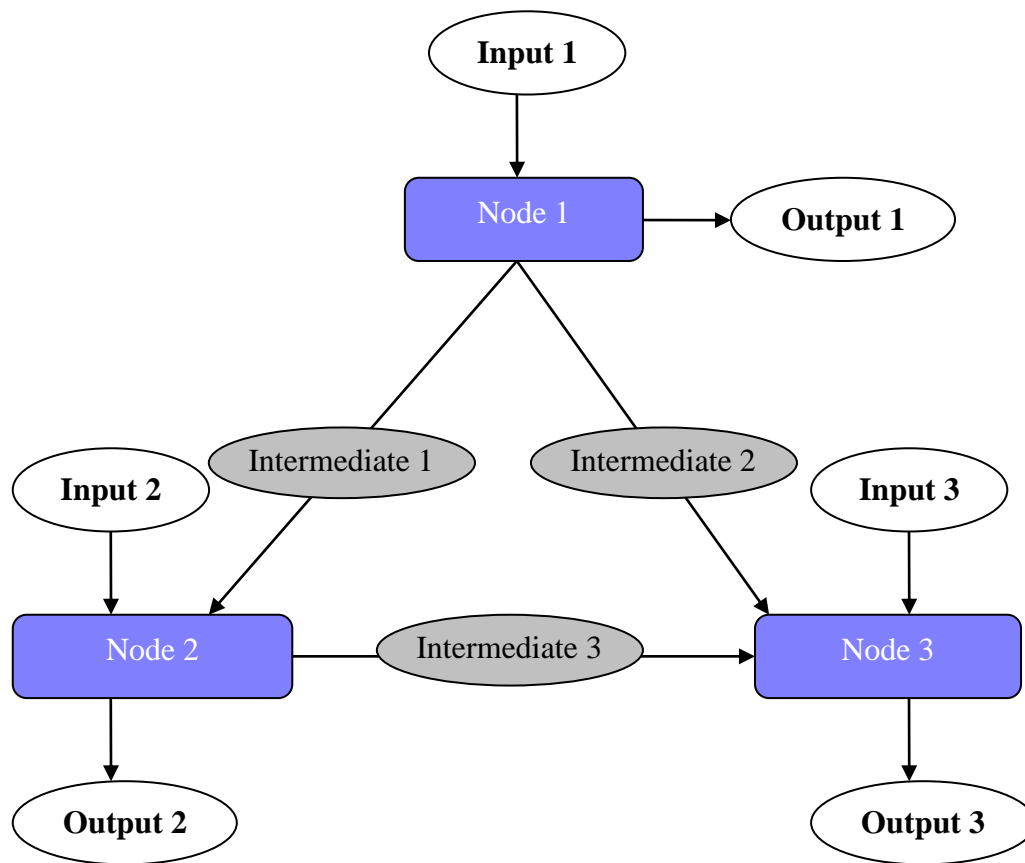 Input 1
Node 1
Output 1
Intermediate 1
Intermediate 2
Input 2
Input 3
Node 2
Intermediate 3
Node 3
Output 2
Output 3